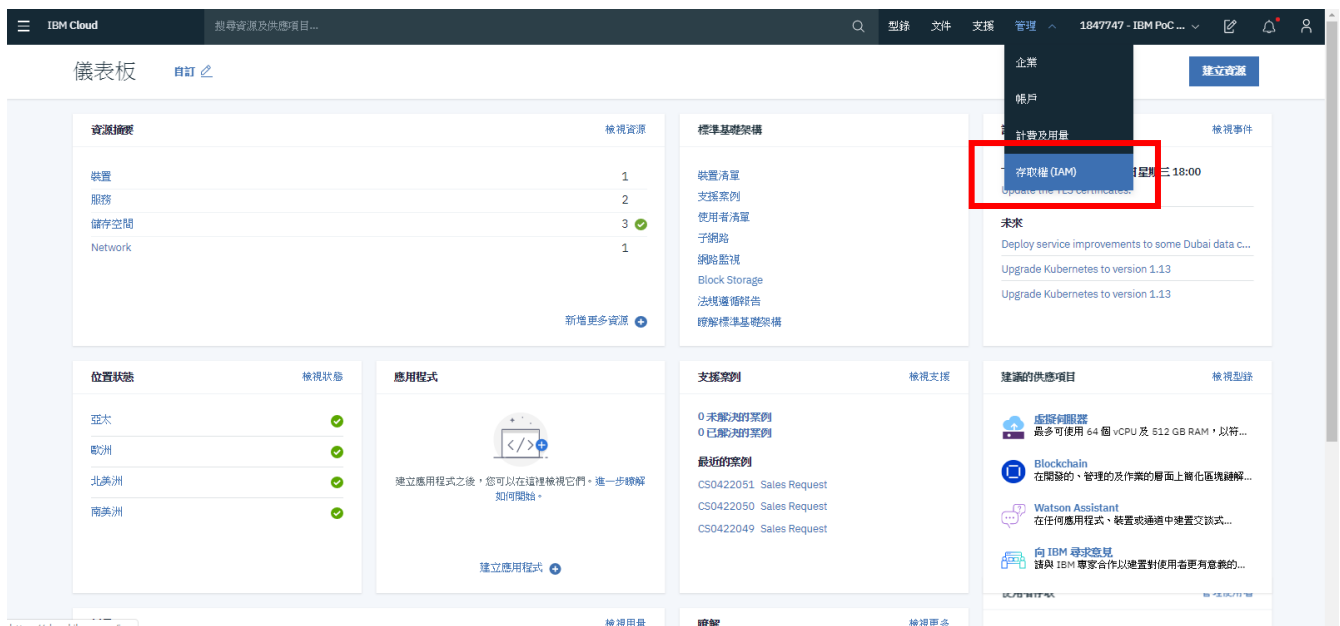 IBM Cloud
搜尋資源及供應項目...
型錄
文件
支援
管理
1847747 - IBM PoC ...
企業
帳戶
計費及用量
存取權 (IAM)
儀表板
自訂
建立資源
資源摘要
檢視資源
裝置 1
服務 2
儲存空間 3
Network 1
新增更多資源
標準基礎架構
裝置清單
支援案例
使用者清單
子網路
網路監視
Block Storage
法規遵循報告
瞭解標準基礎架構
檢視事件
三 18:00
Update the TLS certificates.
未來
Deploy service improvements to some Dubai data c...
Upgrade Kubernetes to version 1.13
Upgrade Kubernetes to version 1.13
位置狀態
檢視狀態
亞太
歐洲
北美洲
南美洲
應用程式
建立應用程式之後，您可以在這裡檢視它們。進一步瞭解
如何開始。
建立應用程式
支援案例
檢視支援
0 未解決的案例
0 已解決的案例
最近的案例
CS0422051 Sales Request
CS0422050 Sales Request
CS0422049 Sales Request
建議的供應項目
檢視型錄
虛擬伺服器
最多可使用 64 個 vCPU 及 512 GB RAM，以符...
Blockchain
在開發的、管理的及作業的層面上簡化區塊鏈解...
Watson Assistant
在任何應用程式、裝置或通道中建置交談式...
向 IBM 尋求意見
請與 IBM 專家合作以建置對使用者更有意義的...
檢視用量
瞭解
檢視更多
使用者存取
管理使用者